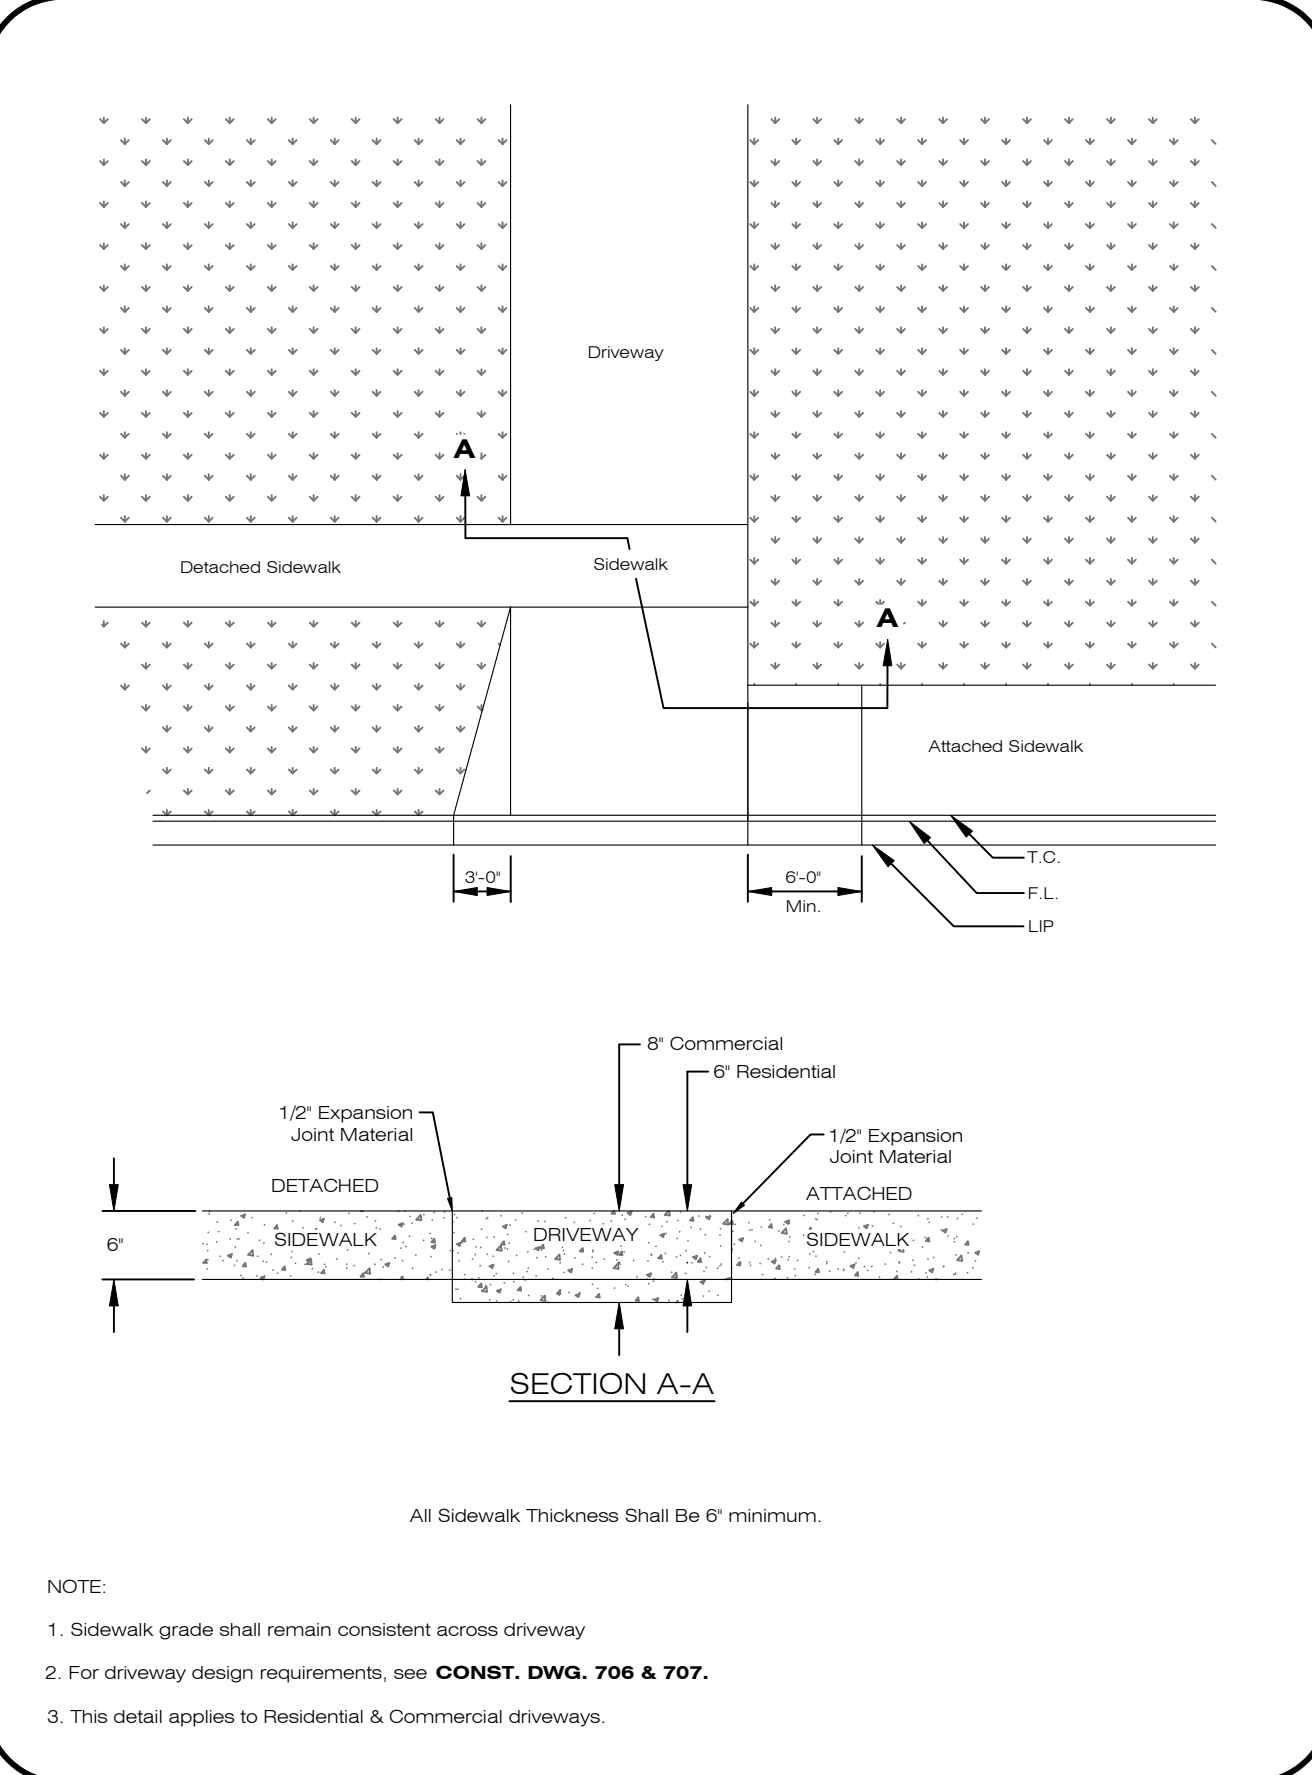 Driveway
A
Detached Sidewalk
Sidewalk
A
Attached Sidewalk
T.C.
3'-0"
6'-0"
F.L.
Min.
LIP
8" Commercial
6" Residential
1/2" Expansion
Joint Material
1/2" Expansion
Joint Material
DETACHED
ATTACHED
6"
SIDEWALK
DRIVEWAY
SIDEWALK
SECTION A-A
All Sidewalk Thickness Shall Be 6" minimum.
NOTE:
1. Sidewalk grade shall remain consistent across driveway
2. For driveway design requirements, see CONST. DWG. 706 & 707.
3. This detail applies to Residential & Commercial driveways.